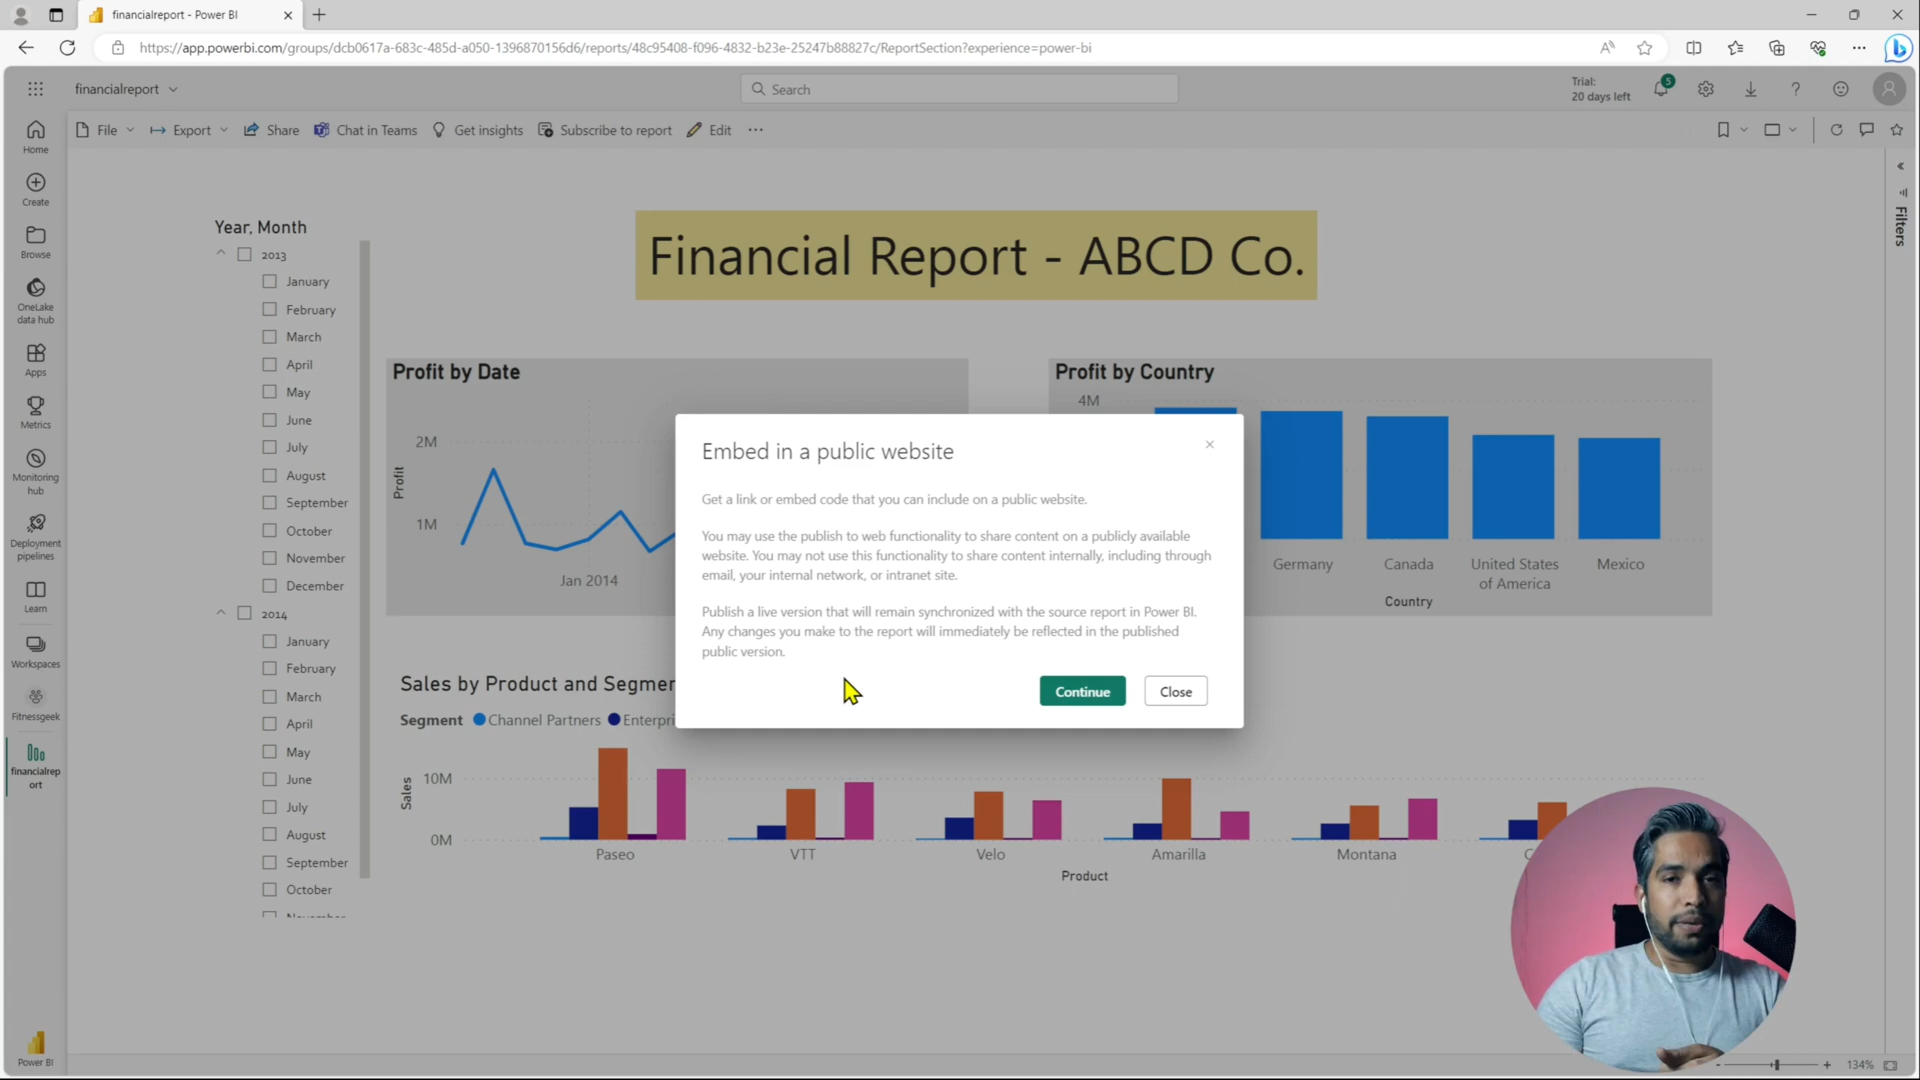 financialreport - Power BI
https://app.powerbi.com/groups/dcb0617a-683c-485d-a050-1396870156d6/reports/48c95408-f096-4832-b23e-25247b88827c/ReportSection?experience=power-bi
financialreport
Search
Trial:
20 days left
5
File
Export
Share
Chat in Teams
Get insights
Subscribe to report
Edit
Home
Create
Browse
OneLake
data hub
Apps
Metrics
Monitoring
hub
Deployment
pipelines
Learn
Workspaces
Fitnessgeek
financialrep
ort
Power BI
Filters
Year, Month
2013
January
February
March
April
May
June
July
August
September
October
November
December
2014
January
February
March
April
May
June
July
August
September
October
Financial Report - ABCD Co.
Profit by Date
2M
1M
Profit
Jan 2014
Profit by Country
4M
Germany
Canada
United States
of America
Mexico
Country
Embed in a public website
Get a link or embed code that you can include on a public website.
You may use the publish to web functionality to share content on a publicly available
website. You may not use this functionality to share content internally, including through
email, your internal network, or intranet site.
Publish a live version that will remain synchronized with the source report in Power BI.
Any changes you make to the report will immediately be reflected in the published
public version.
Continue
Close
Sales by Product and Segmen
Segment
Channel Partners
Enterpri
10M
0M
Sales
Paseo
VTT
Velo
Amarilla
Montana
Product
134%